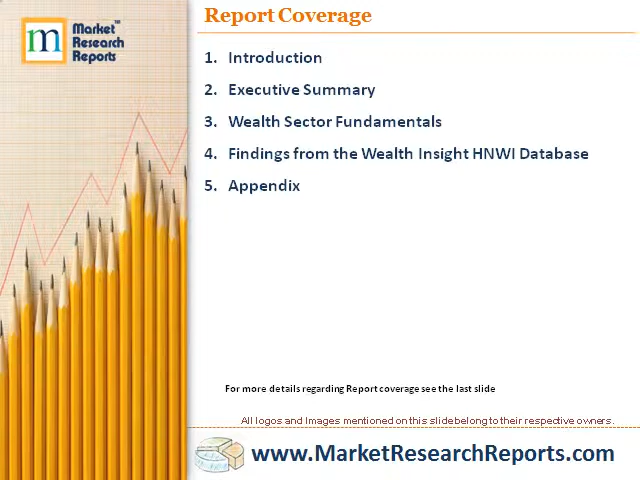 Report Coverage
m
Market™
Research
Reports
1. Introduction
2. Executive Summary
3. Wealth Sector Fundamentals
4. Findings from the Wealth Insight HNWI Database
5. Appendix
For more details regarding Report coverage see the last slide
All logos and Images mentioned on this slide belong to their respective owners.
www.MarketResearchReports.com